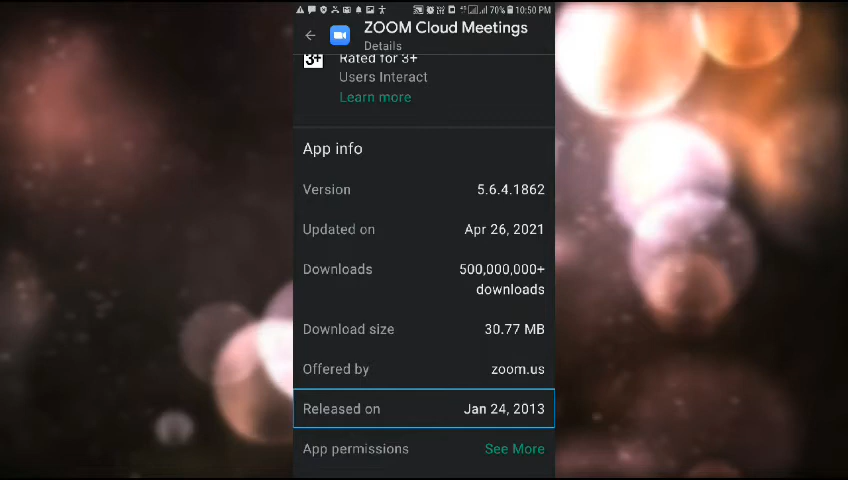 70% 10:50 PM
ZOOM Cloud Meetings
Details
3+ Rated for 3+
Users Interact
Learn more
App info
Version 5.6.4.1862
Updated on Apr 26, 2021
Downloads 500,000,000+
downloads
Download size 30.77 MB
Offered by zoom.us
Released on Jan 24, 2013
App permissions See More